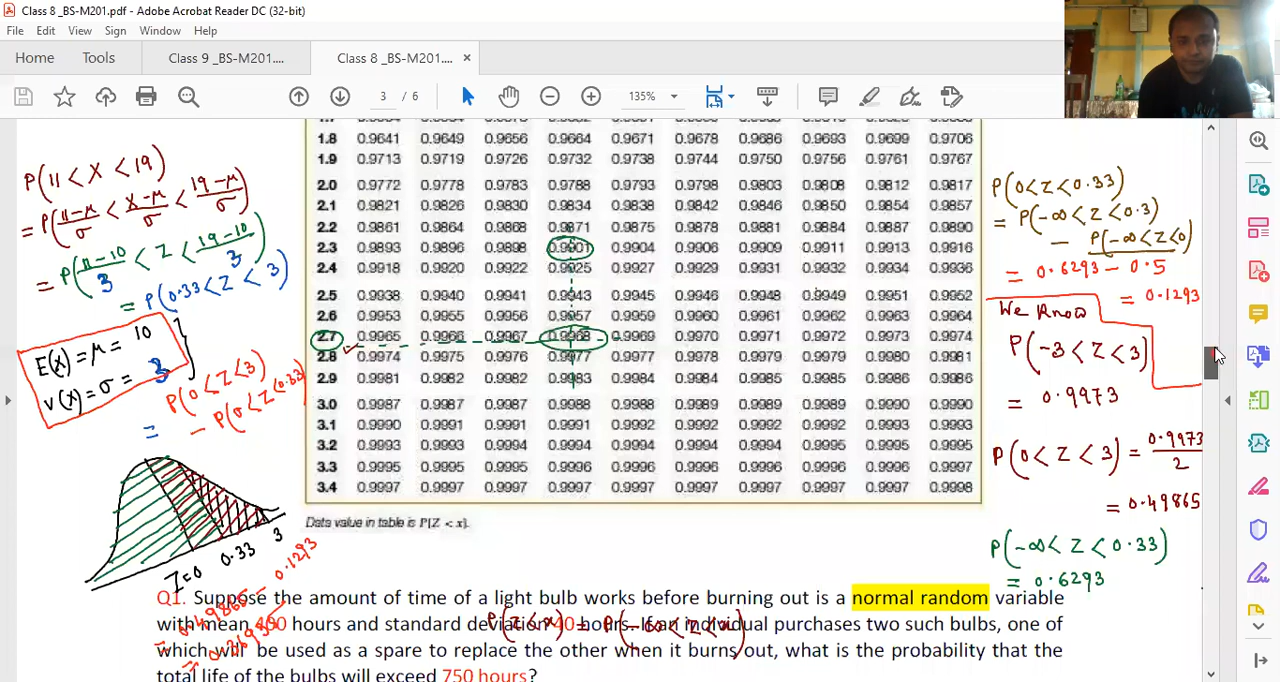 Class 8 _BS-M201.pdf - Adobe Acrobat Reader DC (32-bit)
File Edit View Sign Window Help
Home Tools Class 9 _BS-M201.... Class 8 _BS-M201.... ×
3 / 6 135%
1.8 0.9641 0.9649 0.9656 0.9664 0.9671 0.9678 0.9686 0.9693 0.9699 0.9706
1.9 0.9713 0.9719 0.9726 0.9732 0.9738 0.9744 0.9750 0.9756 0.9761 0.9767
2.0 0.9772 0.9778 0.9783 0.9788 0.9793 0.9798 0.9803 0.9808 0.9812 0.9817
2.1 0.9821 0.9826 0.9830 0.9834 0.9838 0.9842 0.9846 0.9850 0.9854 0.9857
2.2 0.9861 0.9864 0.9868 0.9871 0.9875 0.9878 0.9881 0.9884 0.9887 0.9890
2.3 0.9893 0.9896 0.9898 0.9901 0.9904 0.9906 0.9909 0.9911 0.9913 0.9916
2.4 0.9918 0.9920 0.9922 0.9925 0.9927 0.9929 0.9931 0.9932 0.9934 0.9936
2.5 0.9938 0.9940 0.9941 0.9943 0.9945 0.9946 0.9948 0.9949 0.9951 0.9952
2.6 0.9953 0.9955 0.9956 0.9957 0.9959 0.9960 0.9961 0.9962 0.9963 0.9964
2.7 0.9965 0.9966 0.9967 0.9968 0.9969 0.9970 0.9971 0.9972 0.9973 0.9974
2.8 0.9974 0.9975 0.9976 0.9977 0.9977 0.9978 0.9979 0.9979 0.9980 0.9981
2.9 0.9981 0.9982 0.9982 0.9983 0.9984 0.9984 0.9985 0.9985 0.9986 0.9986
3.0 0.9987 0.9987 0.9987 0.9988 0.9988 0.9989 0.9989 0.9989 0.9990 0.9990
3.1 0.9990 0.9991 0.9991 0.9991 0.9992 0.9992 0.9992 0.9992 0.9993 0.9993
3.2 0.9993 0.9993 0.9994 0.9994 0.9994 0.9994 0.9994 0.9995 0.9995 0.9995
3.3 0.9995 0.9995 0.9995 0.9996 0.9996 0.9996 0.9996 0.9996 0.9996 0.9997
3.4 0.9997 0.9997 0.9997 0.9997 0.9997 0.9997 0.9997 0.9997 0.9997 0.9998
Data value in table is P[Z < x].
P(11 < X < 19)
= P(11-μ/σ < X-μ/σ < 19-μ/σ)
= P(11-10/3 < Z < 19-10/3)
= P(0.33 < Z < 3)
E(X) = μ = 10
V(X) = σ = 3
= P(0 < Z < 3)
- P(0 < Z < 0.33)
Z=0 0.33 3
= 0.49865 - 0.1293
P(0 < Z < 0.33)
= P(-∞ < Z < 0.3)
- P(-∞ < Z < 0)
= 0.6293 - 0.5
= 0.1293
We Know
P(-3 < Z < 3)
= 0.9973
P(0 < Z < 3) = 0.9973/2
= 0.49865
P(-∞ < Z < 0.33)
= 0.6293
Q1. Suppose the amount of time of a light bulb works before burning out is a normal random variable
with mean 400 hours and standard deviation 40 hours. If an individual purchases two such bulbs, one of
which will be used as a spare to replace the other when it burns out, what is the probability that the
total life of the bulbs will exceed 750 hours?
P(Z < x) = P(-∞ < Z < x)